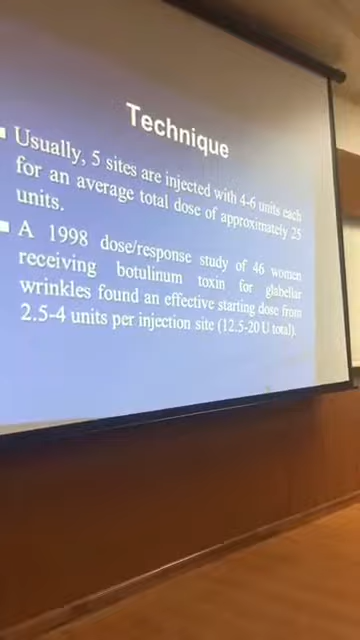 Technique
Usually, 5 sites are injected with 4-6 units each
for an average total dose of approximately 25
units.
A 1998 dose/response study of 46 women
receiving botulinum toxin for glabellar
wrinkles found an effective starting dose from
2.5-4 units per injection site (12.5-20 U total).